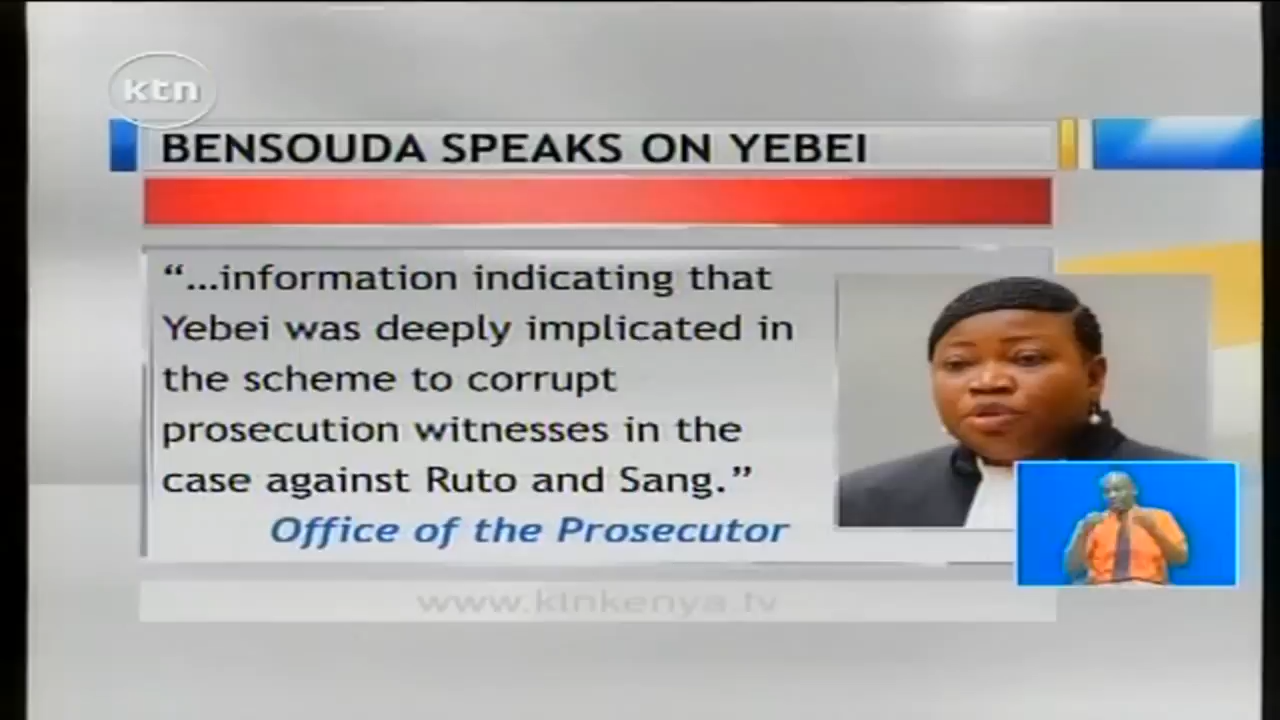 ktn
BENSOUDA SPEAKS ON YEBEI
“...information indicating that
Yebei was deeply implicated in
the scheme to corrupt
prosecution witnesses in the
case against Ruto and Sang.”
Office of the Prosecutor
www.ktnkenya.tv